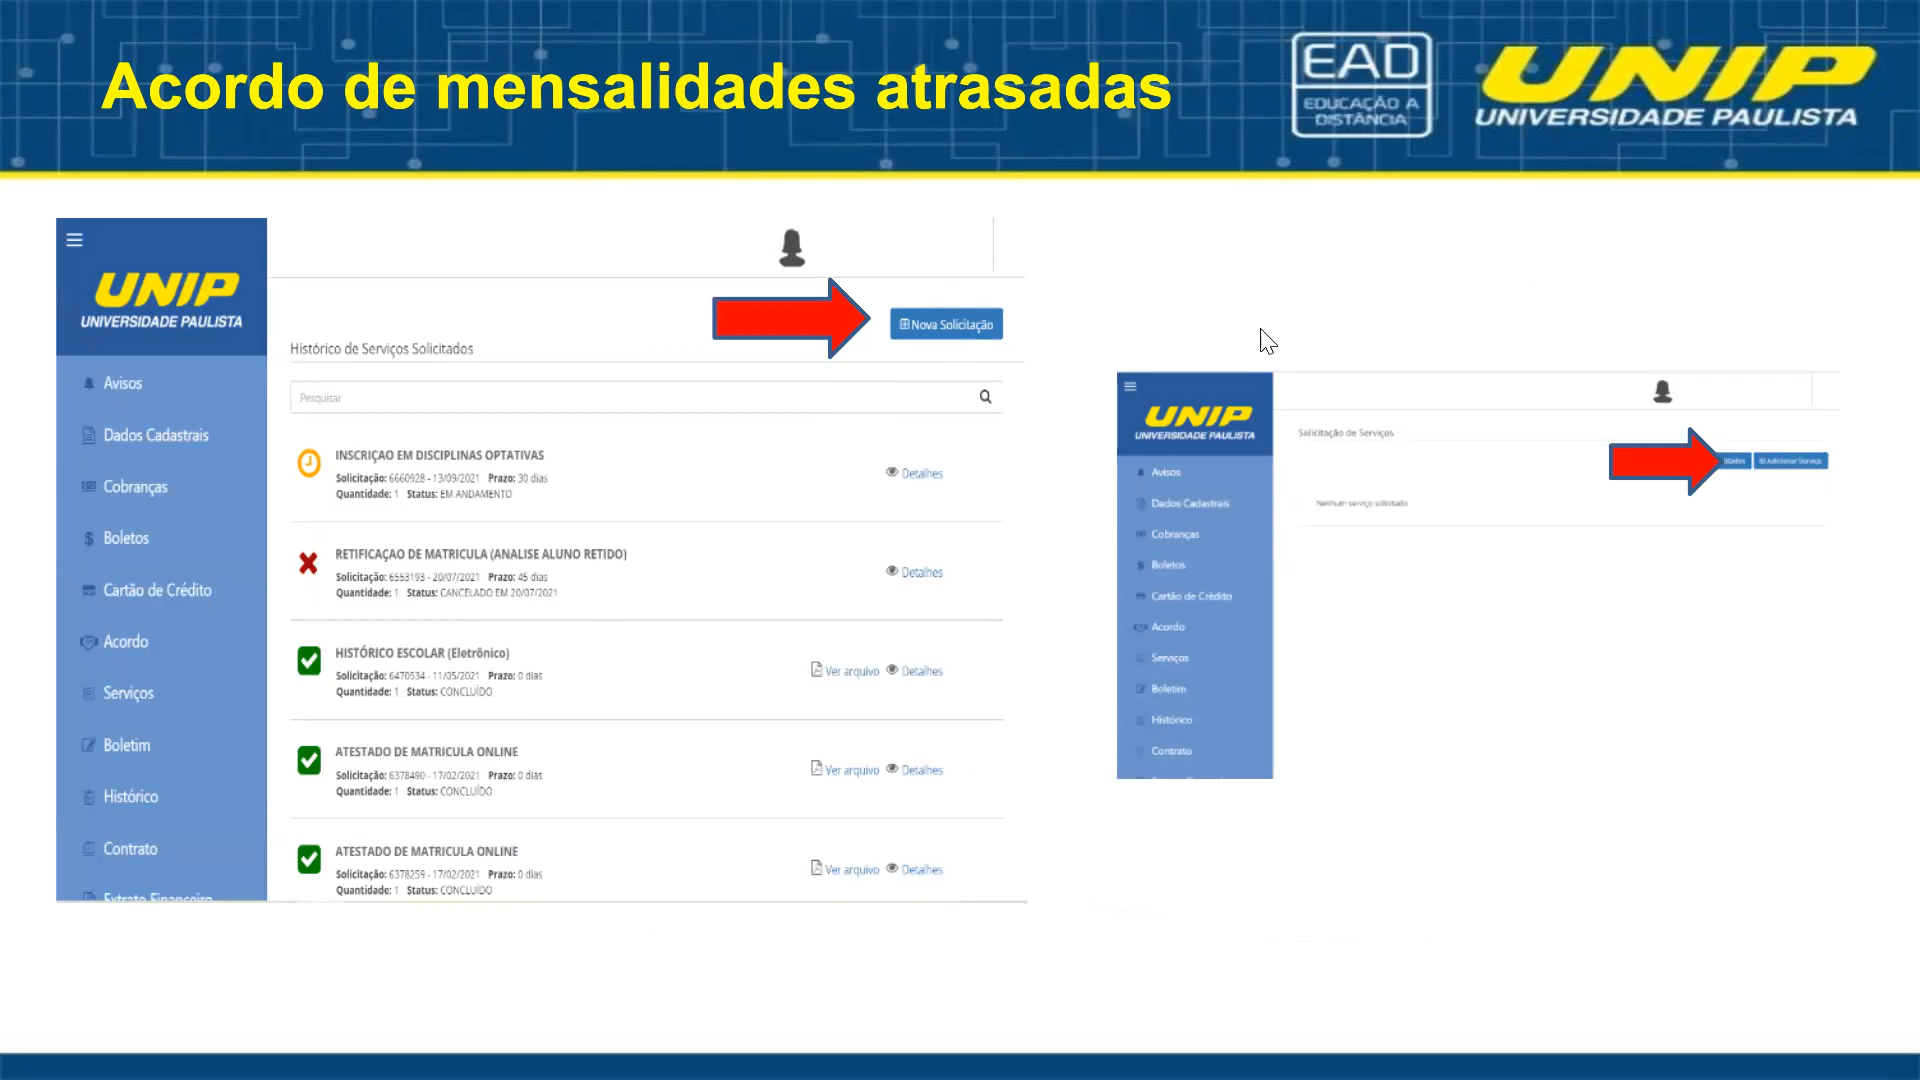 Acordo de mensalidades atrasadas
EAD
EDUCAÇÃO A
DISTÂNCIA
UNIP
UNIVERSIDADE PAULISTA
UNIP
UNIVERSIDADE PAULISTA
Avisos
Dados Cadastrais
Cobranças
Boletos
Cartão de Crédito
Acordo
Serviços
Boletim
Histórico
Contrato
Extrato Financeiro
Nova Solicitação
Histórico de Serviços Solicitados
Pesquisar
INSCRIÇAO EM DISCIPLINAS OPTATIVAS
Solicitação: 6660928 - 13/09/2021 Prazo: 30 dias
Quantidade: 1 Status: EM ANDAMENTO
Detalhes
RETIFICAÇAO DE MATRICULA (ANALISE ALUNO RETIDO)
Solicitação: 6553193 - 20/07/2021 Prazo: 45 dias
Quantidade: 1 Status: CANCELADO EM 20/07/2021
Detalhes
HISTÓRICO ESCOLAR (Eletrônico)
Solicitação: 6470534 - 11/05/2021 Prazo: 0 dias
Quantidade: 1 Status: CONCLUÍDO
Ver arquivo Detalhes
ATESTADO DE MATRICULA ONLINE
Solicitação: 6378490 - 17/02/2021 Prazo: 0 dias
Quantidade: 1 Status: CONCLUÍDO
Ver arquivo Detalhes
ATESTADO DE MATRICULA ONLINE
Solicitação: 6378259 - 17/02/2021 Prazo: 0 dias
Quantidade: 1 Status: CONCLUÍDO
Ver arquivo Detalhes
UNIP
UNIVERSIDADE PAULISTA
Avisos
Dados Cadastrais
Cobranças
Boletos
Cartão de Crédito
Acordo
Serviços
Boletim
Histórico
Contrato
Solicitação de Serviços
Adicionar Serviço
Nenhum serviço solicitado